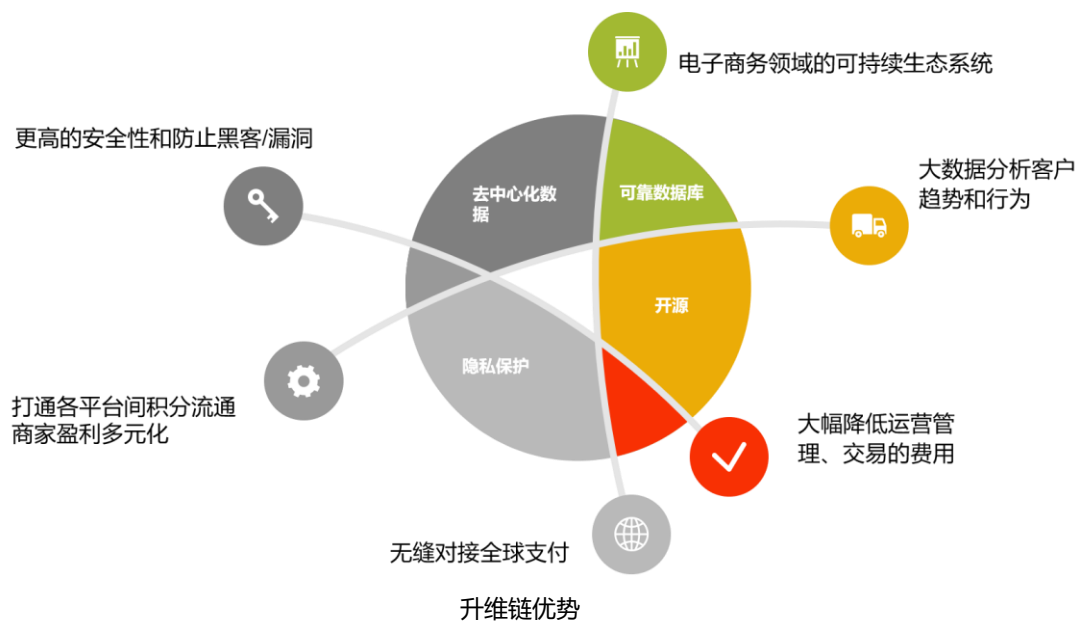 电子商务领域的可持续生态系统
更高的安全性和防止黑客/漏洞
大数据分析客户
趋势和行为
去中心化数
据
可靠数据库
开源
隐私保护
打通各平台间积分流通
商家盈利多元化
大幅降低运营管
理、交易的费用
无缝对接全球支付
升维链优势